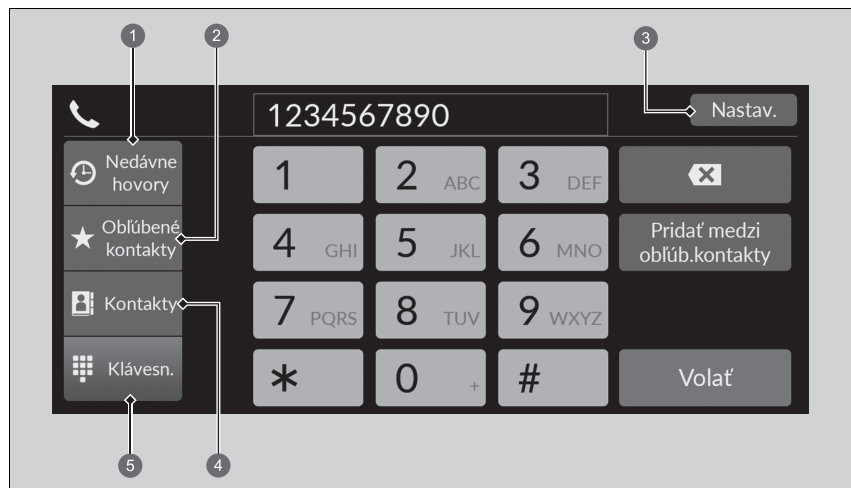 1
2
3
1234567890
Nastav.
Nedávne
hovory
Obľúbené
kontakty
Kontakty
Klávesn.
1
2 ABC
3 DEF
4 GHI
5 JKL
6 MNO
Pridať medzi
obľúb.kontakty
7 PQRS
8 TUV
9 WXYZ
*
0 +
#
Volať
5
4